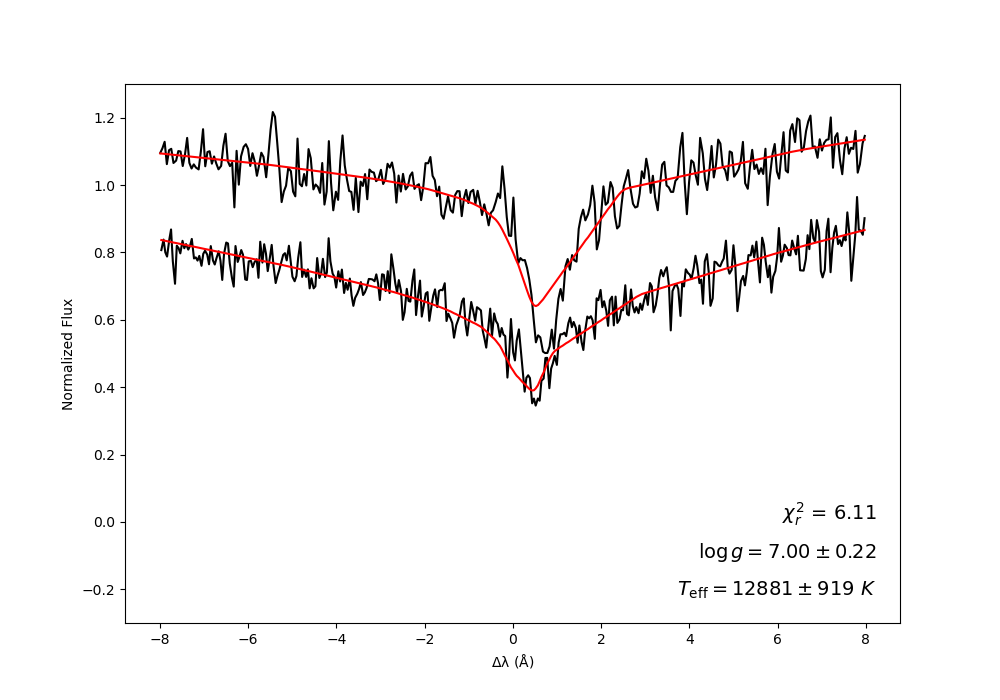 1.2
1.0
0.8
0.6
0.4
0.2
0.0
−0.2
Normalized Flux
χ²ᵣ = 6.11
log g = 7.00 ± 0.22
T_eff = 12881 ± 919 K
−8 −6 −4 −2 0 2 4 6 8
Δλ (Å)